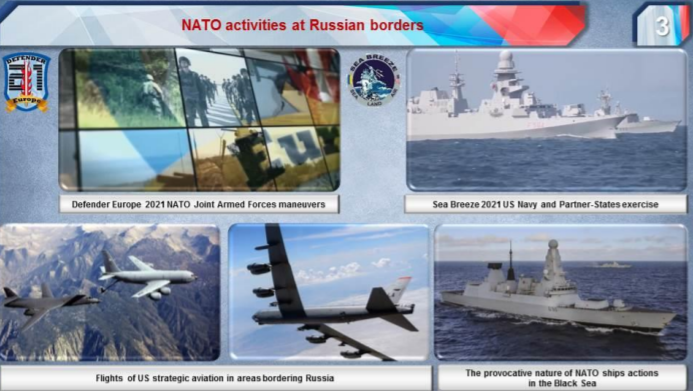 NATO activities at Russian borders
3
DEFENDER
Europe
SEA BREEZE
LAND
Eur
Defender Europe 2021 NATO Joint Armed Forces maneuvers
Sea Breeze 2021 US Navy and Partner-States exercise
Flights of US strategic aviation in areas bordering Russia
The provocative nature of NATO ships actions
in the Black Sea